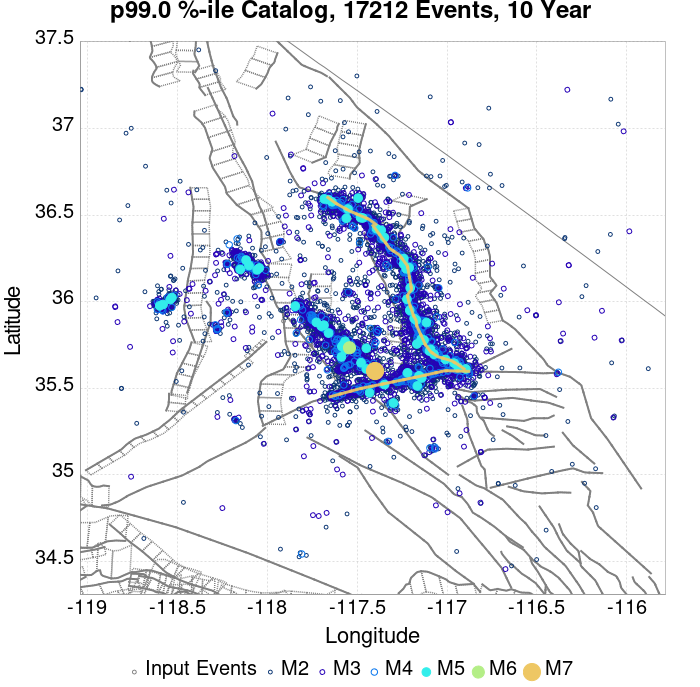 p99.0 %-ile Catalog, 17212 Events, 10 Year
37.5
37
36.5
36
35.5
35
34.5
Latitude
-119 -118.5 -118 -117.5 -117 -116.5 -116
Longitude
Input Events M2 M3 M4 M5 M6 M7